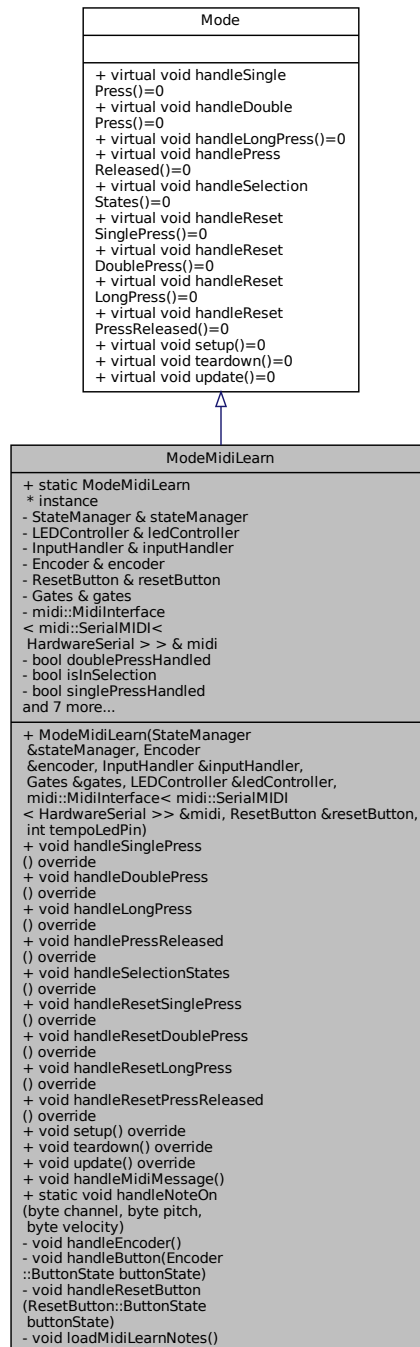 Mode
+ virtual void handleSingle
Press()=0
+ virtual void handleDouble
Press()=0
+ virtual void handleLongPress()=0
+ virtual void handlePress
Released()=0
+ virtual void handleSelection
States()=0
+ virtual void handleReset
SinglePress()=0
+ virtual void handleReset
DoublePress()=0
+ virtual void handleReset
LongPress()=0
+ virtual void handleReset
PressReleased()=0
+ virtual void setup()=0
+ virtual void teardown()=0
+ virtual void update()=0
ModeMidiLearn
+ static ModeMidiLearn
* instance
- StateManager & stateManager
- LEDController & ledController
- InputHandler & inputHandler
- Encoder & encoder
- ResetButton & resetButton
- Gates & gates
- midi::MidiInterface
< midi::SerialMIDI<
HardwareSerial > > & midi
- bool doublePressHandled
- bool isInSelection
- bool singlePressHandled
and 7 more...
+ ModeMidiLearn(StateManager
&stateManager, Encoder
&encoder, InputHandler &inputHandler,
Gates &gates, LEDController &ledController,
midi::MidiInterface< midi::SerialMIDI
< HardwareSerial >> &midi, ResetButton &resetButton,
int tempoLedPin)
+ void handleSinglePress
() override
+ void handleDoublePress
() override
+ void handleLongPress
() override
+ void handlePressReleased
() override
+ void handleSelectionStates
() override
+ void handleResetSinglePress
() override
+ void handleResetDoublePress
() override
+ void handleResetLongPress
() override
+ void handleResetPressReleased
() override
+ void setup() override
+ void teardown() override
+ void update() override
+ void handleMidiMessage()
+ static void handleNoteOn
(byte channel, byte pitch,
byte velocity)
- void handleEncoder()
- void handleButton(Encoder
::ButtonState buttonState)
- void handleResetButton
(ResetButton::ButtonState
buttonState)
- void loadMidiLearnNotes()